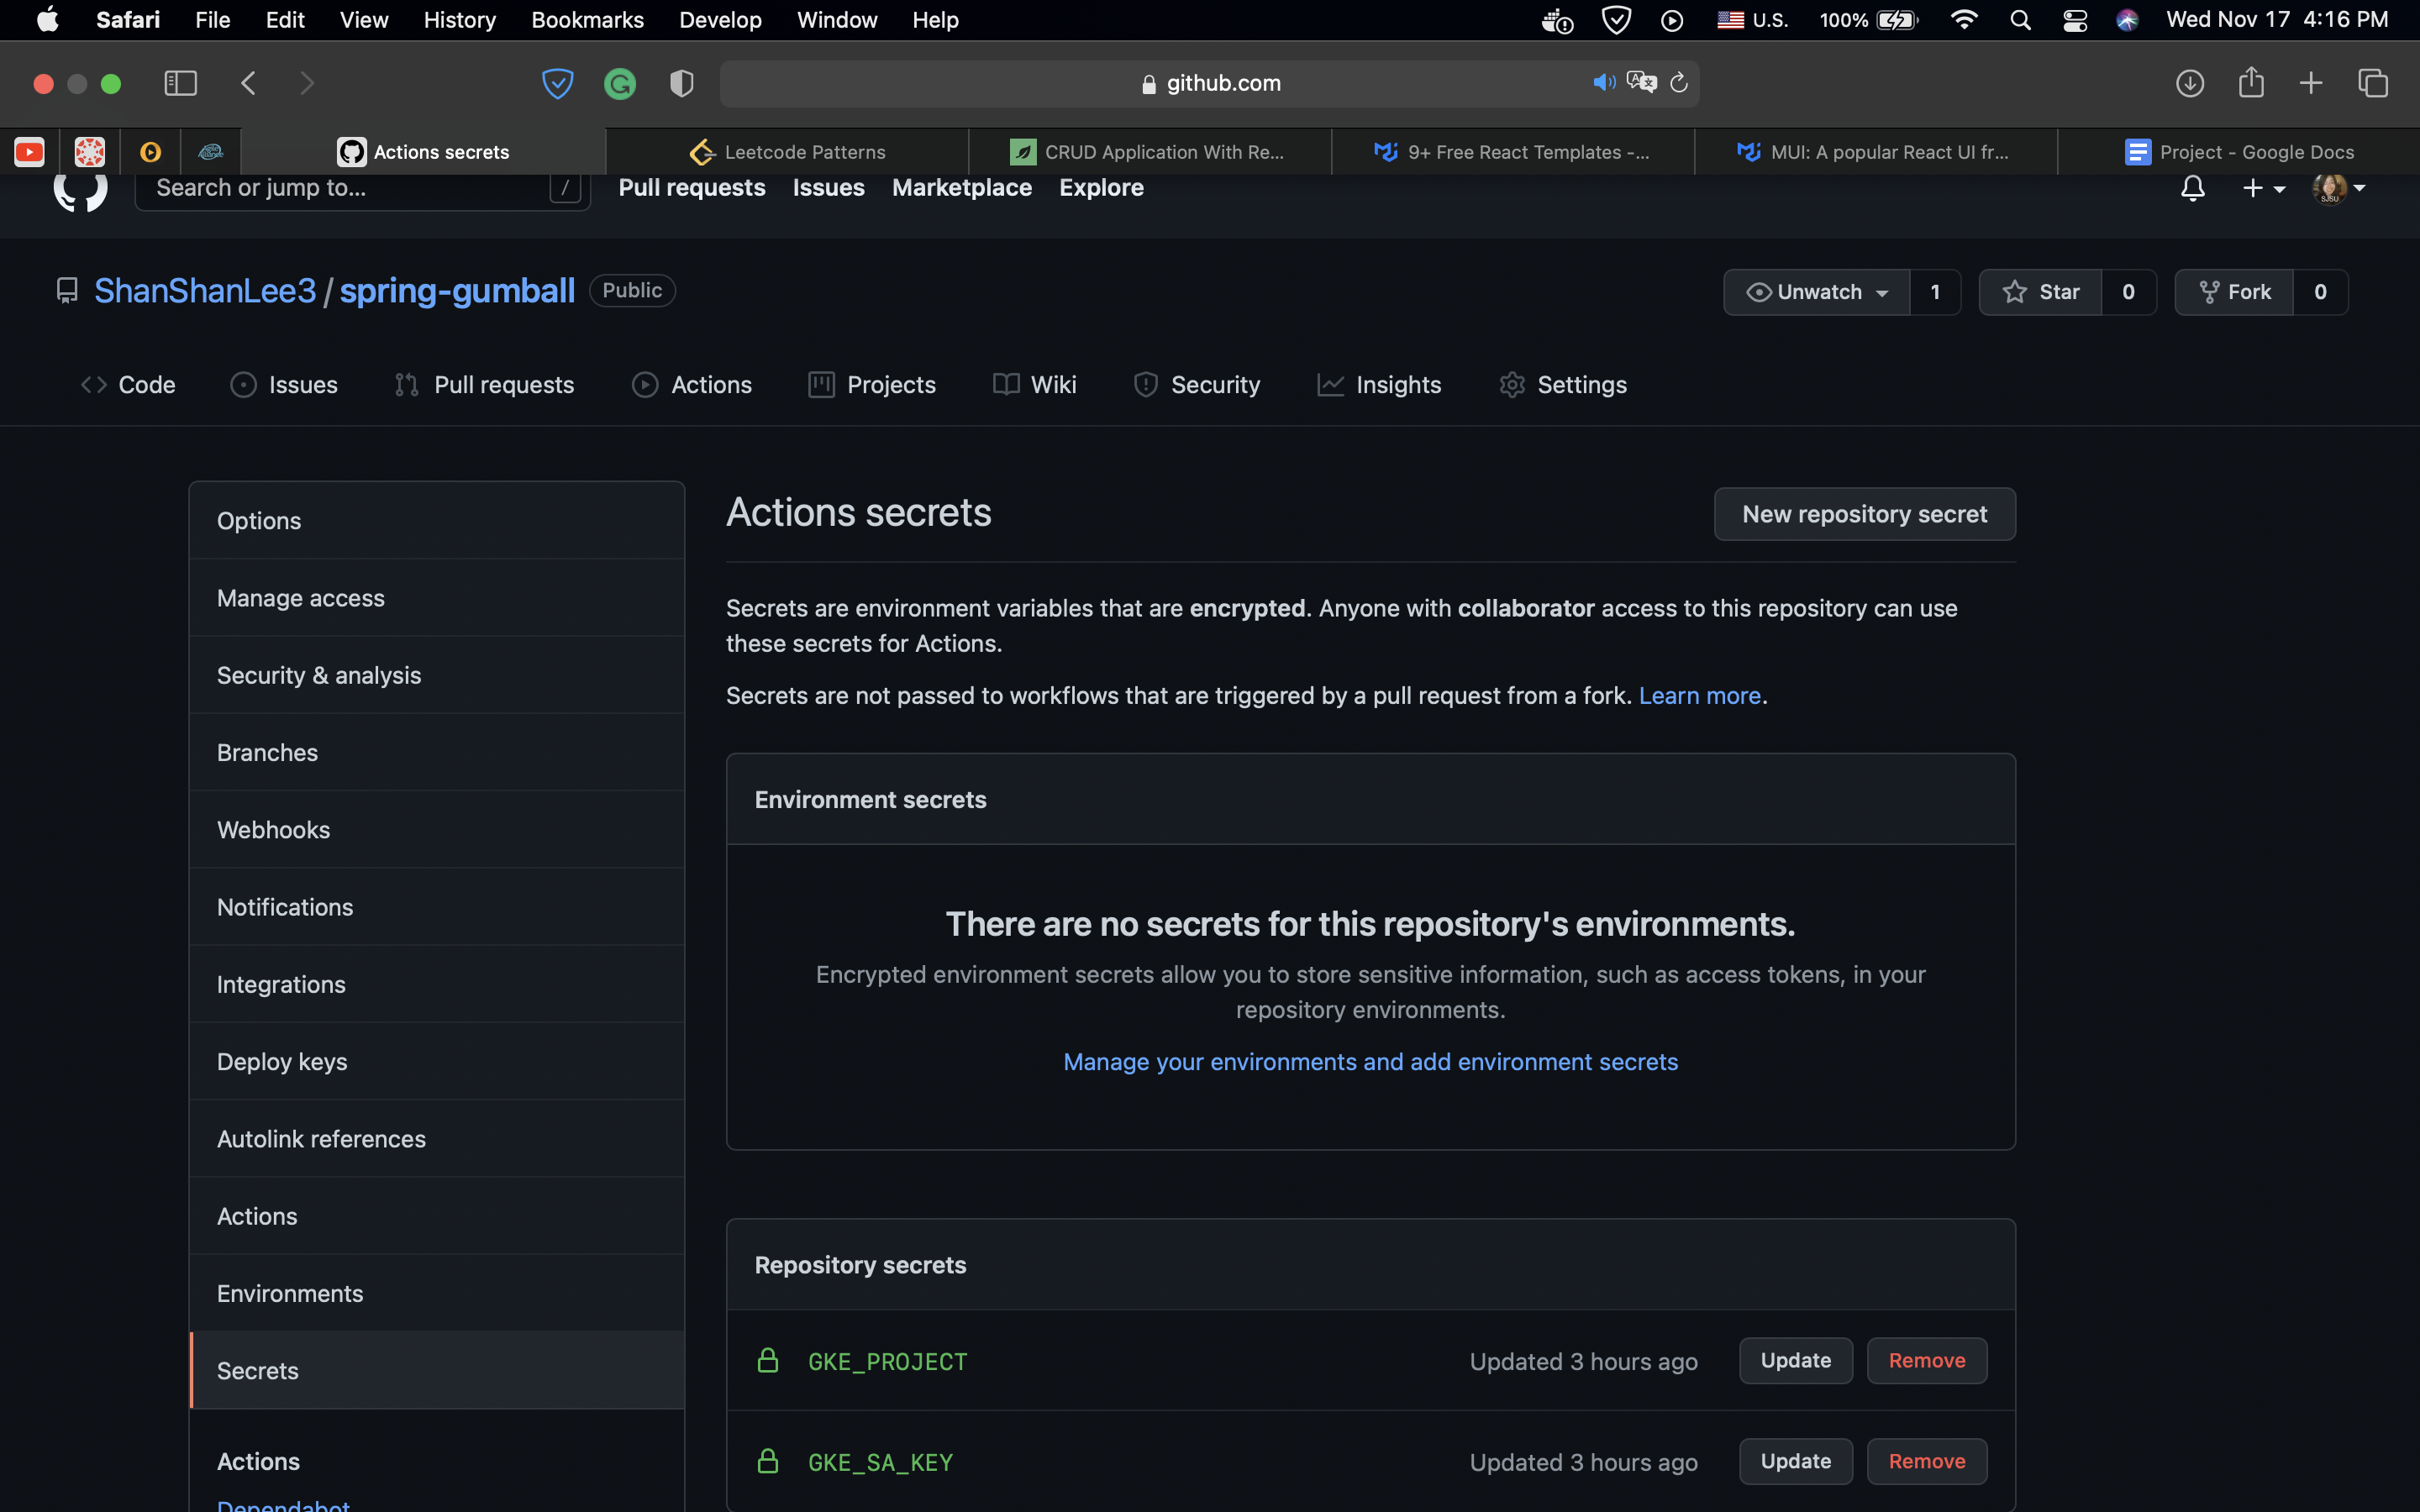 Safari File Edit View History Bookmarks Develop Window Help U.S. 100% Wed Nov 17 4:16 PM
github.com
Actions secrets Leetcode Patterns CRUD Application With Re... 9+ Free React Templates -... MUI: A popular React UI fr... Project - Google Docs
Search or jump to... / Pull requests Issues Marketplace Explore
ShanShanLee3 / spring-gumball Public Unwatch 1 Star 0 Fork 0
Code Issues Pull requests Actions Projects Wiki Security Insights Settings
Options
Manage access
Security & analysis
Branches
Webhooks
Notifications
Integrations
Deploy keys
Autolink references
Actions
Environments
Secrets
Actions
Dependabot
Actions secrets New repository secret
Secrets are environment variables that are encrypted. Anyone with collaborator access to this repository can use
these secrets for Actions.
Secrets are not passed to workflows that are triggered by a pull request from a fork. Learn more.
Environment secrets
There are no secrets for this repository's environments.
Encrypted environment secrets allow you to store sensitive information, such as access tokens, in your
repository environments.
Manage your environments and add environment secrets
Repository secrets
GKE_PROJECT Updated 3 hours ago Update Remove
GKE_SA_KEY Updated 3 hours ago Update Remove